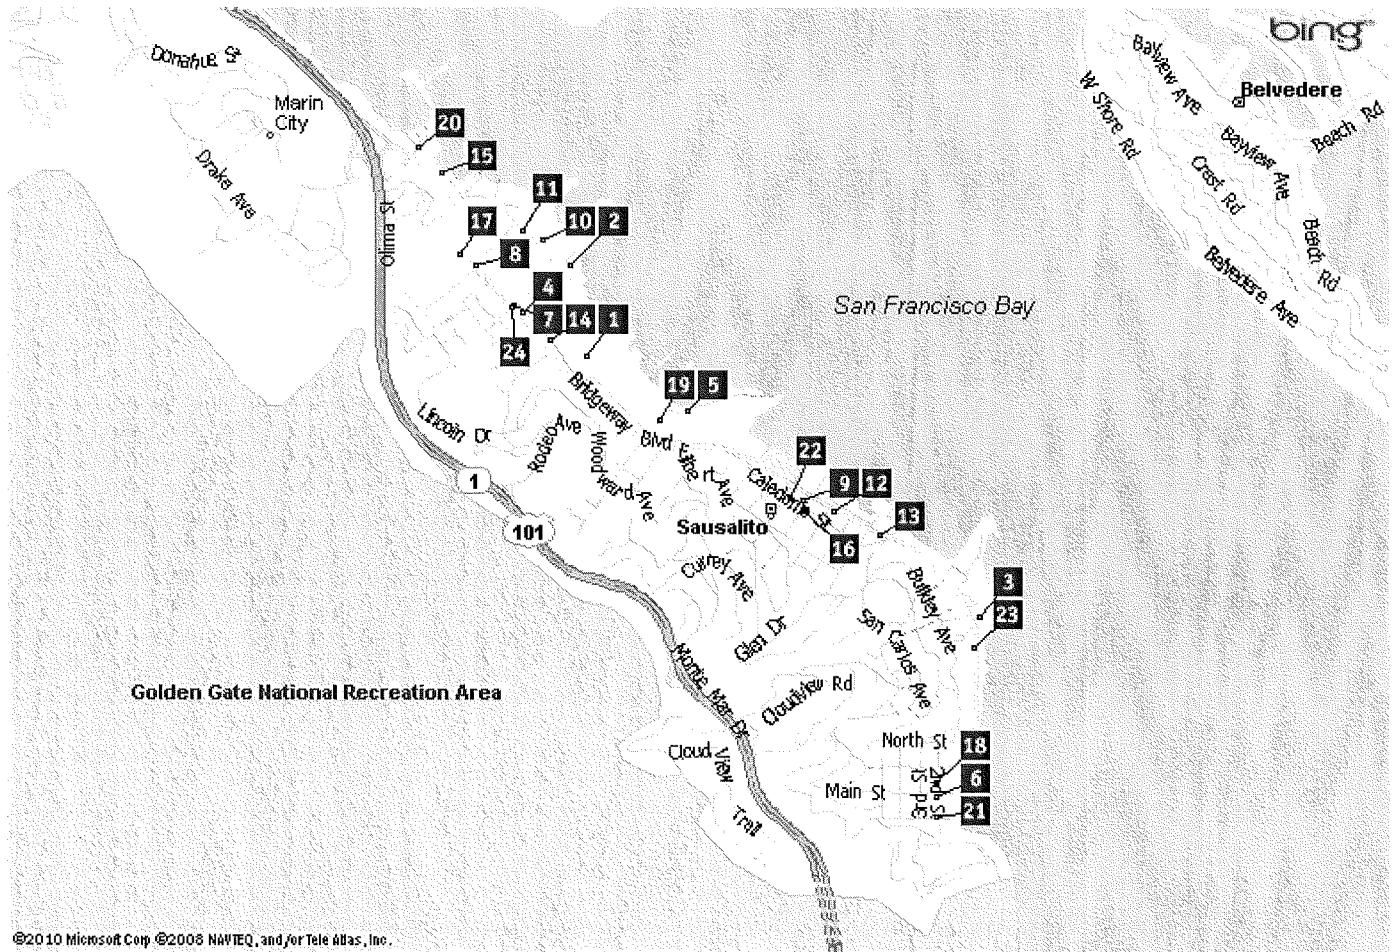 bing
Donahue St
Marin
City
Drake Ave
Olima St
20
15
11
17
10
2
8
4
7
14
1
24
19
5
Bayview Ave
W Shore Rd
Belvedere
Beach Rd
Bayview Ave
Crest Rd
Beach Rd
Belvedere Ave
San Francisco Bay
Bridgeway
Blvd
Lincoln Dr
Rodeo Ave
Woodward Ave
Filbert Ave
Caledonia St
22
9
12
1
101
Sausalito
13
16
Currey Ave
Bulkley Ave
3
23
Glen Dr
San Carlos Ave
Monte Mar Dr
Cloudview Rd
Golden Gate National Recreation Area
Cloud View
Trail
North St
18
2nd St
Main St
6
3rd St
21
©2010 Microsoft Corp ©2008 NAVTEQ, and/or Tele Atlas, Inc.